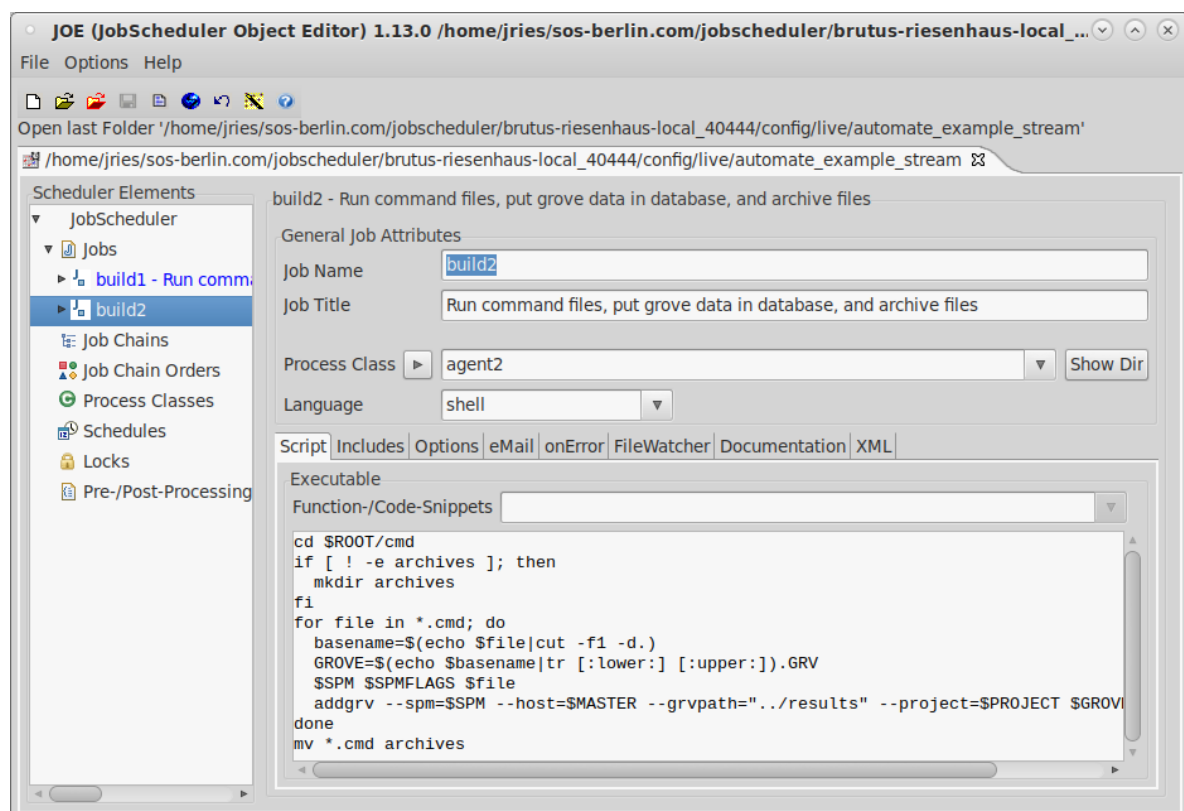 JOE (JobScheduler Object Editor) 1.13.0 /home/jries/sos-berlin.com/jobscheduler/brutus-riesenhaus-local_...
File Options Help
Open last Folder '/home/jries/sos-berlin.com/jobscheduler/brutus-riesenhaus-local_40444/config/live/automate_example_stream'
/home/jries/sos-berlin.com/jobscheduler/brutus-riesenhaus-local_40444/config/live/automate_example_stream
Scheduler Elements
JobScheduler
Jobs
build1 - Run comma
build2
Job Chains
Job Chain Orders
Process Classes
Schedules
Locks
Pre-/Post-Processing
build2 - Run command files, put grove data in database, and archive files
General Job Attributes
Job Name build2
Job Title Run command files, put grove data in database, and archive files
Process Class agent2 Show Dir
Language shell
Script Includes Options eMail onError FileWatcher Documentation XML
Executable
Function-/Code-Snippets
cd $ROOT/cmd
if [ ! -e archives ]; then
  mkdir archives
fi
for file in *.cmd; do
  basename=$(echo $file|cut -f1 -d.)
  GROVE=$(echo $basename|tr [:lower:] [:upper:]).GRV
  $SPM $SPMFLAGS $file
  addgrv --spm=$SPM --host=$MASTER --grvpath="../results" --project=$PROJECT $GROV
done
mv *.cmd archives